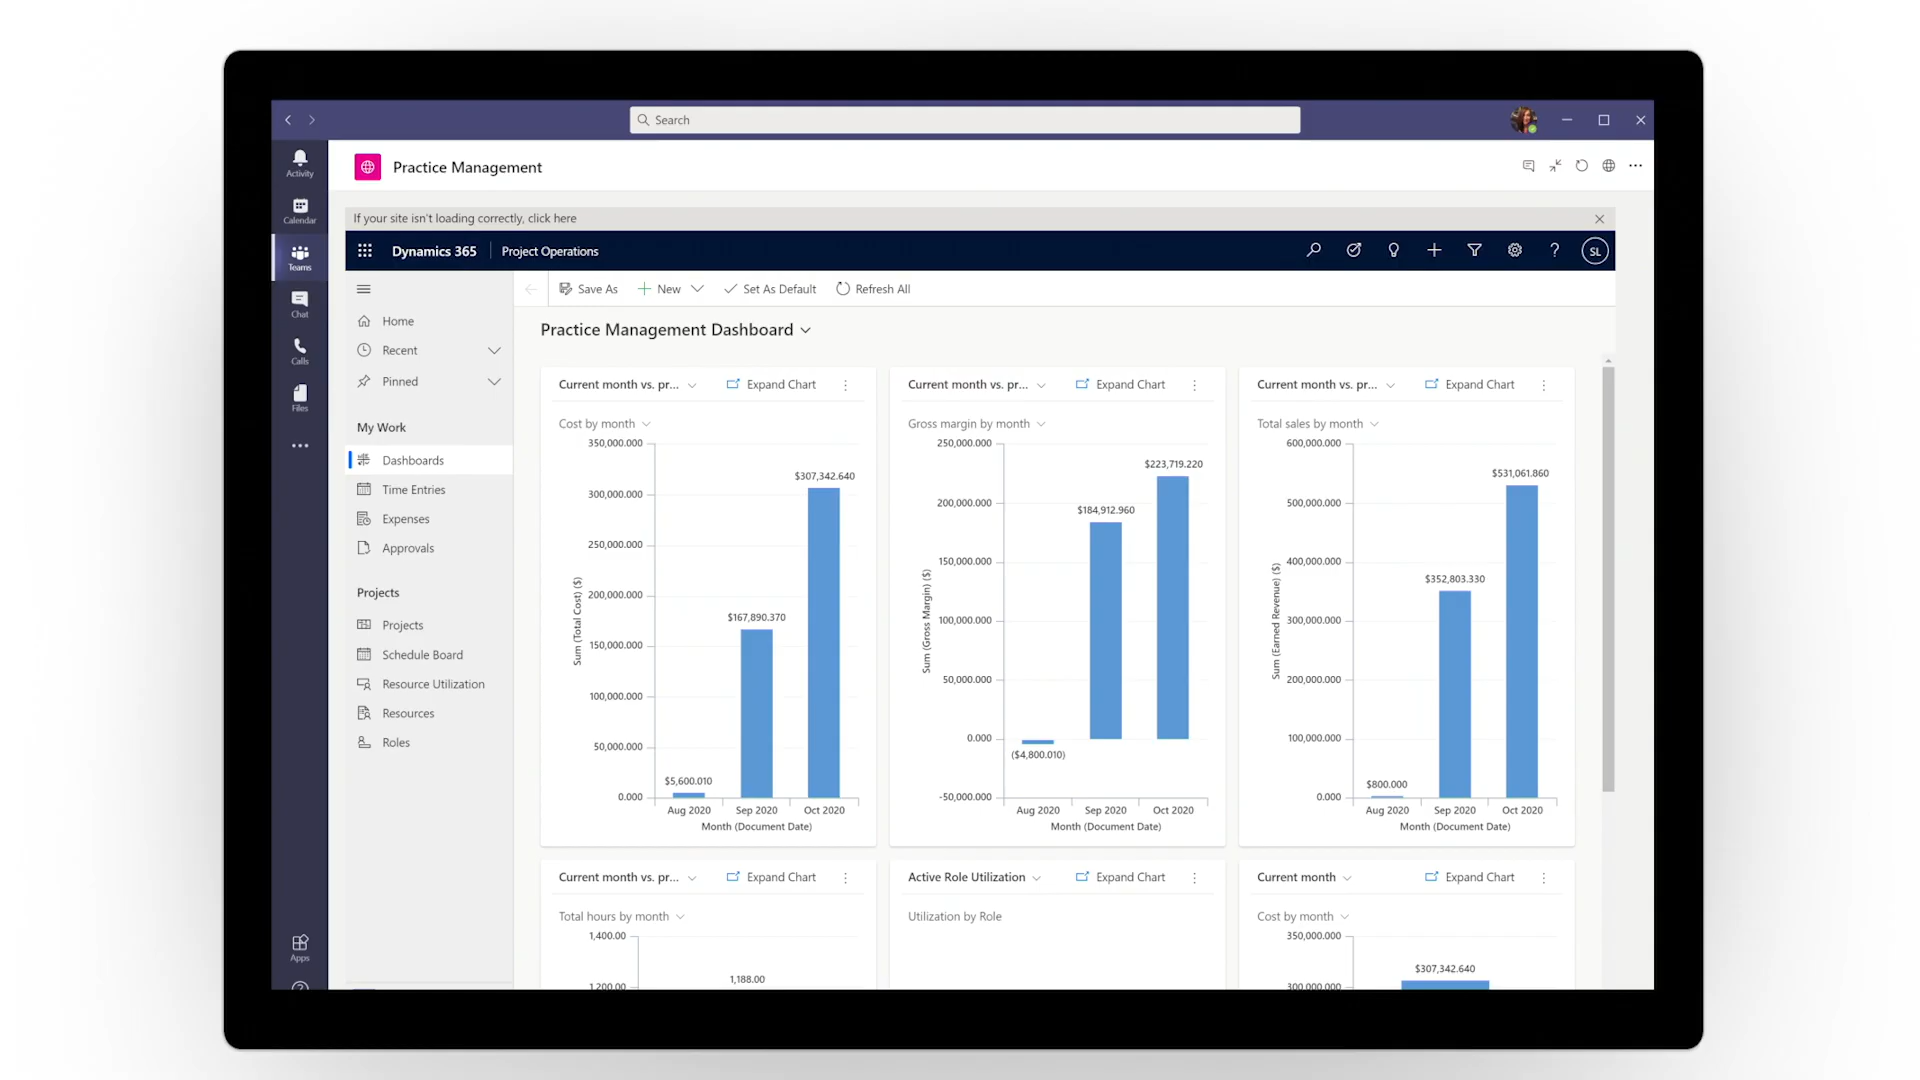 Search
Activity
Calendar
Teams
Chat
Calls
Files
Apps
Practice Management
If your site isn't loading correctly, click here
Dynamics 365
Project Operations
SL
Home
Recent
Pinned
My Work
Dashboards
Time Entries
Expenses
Approvals
Projects
Projects
Schedule Board
Resource Utilization
Resources
Roles
Save As
New
Set As Default
Refresh All
Practice Management Dashboard
Current month vs. pr...
Expand Chart
Cost by month
350,000.000
300,000.000
250,000.000
200,000.000
150,000.000
100,000.000
50,000.000
0.000
Sum (Total Cost) ($)
$5,600.010
$167,890.370
$307,342.640
Aug 2020
Sep 2020
Oct 2020
Month (Document Date)
Current month vs. pr...
Expand Chart
Gross margin by month
250,000.000
200,000.000
150,000.000
100,000.000
50,000.000
0.000
-50,000.000
Sum (Gross Margin) ($)
($4,800.010)
$184,912.960
$223,719.220
Aug 2020
Sep 2020
Oct 2020
Month (Document Date)
Current month vs. pr...
Expand Chart
Total sales by month
600,000.000
500,000.000
400,000.000
300,000.000
200,000.000
100,000.000
0.000
Sum (Earned Revenue) ($)
$800.000
$352,803.330
$531,061.860
Aug 2020
Sep 2020
Oct 2020
Month (Document Date)
Current month vs. pr...
Expand Chart
Total hours by month
1,400.00
1,200.00
1,188.00
Active Role Utilization
Expand Chart
Utilization by Role
Current month
Expand Chart
Cost by month
350,000.000
300,000.000
$307,342.640